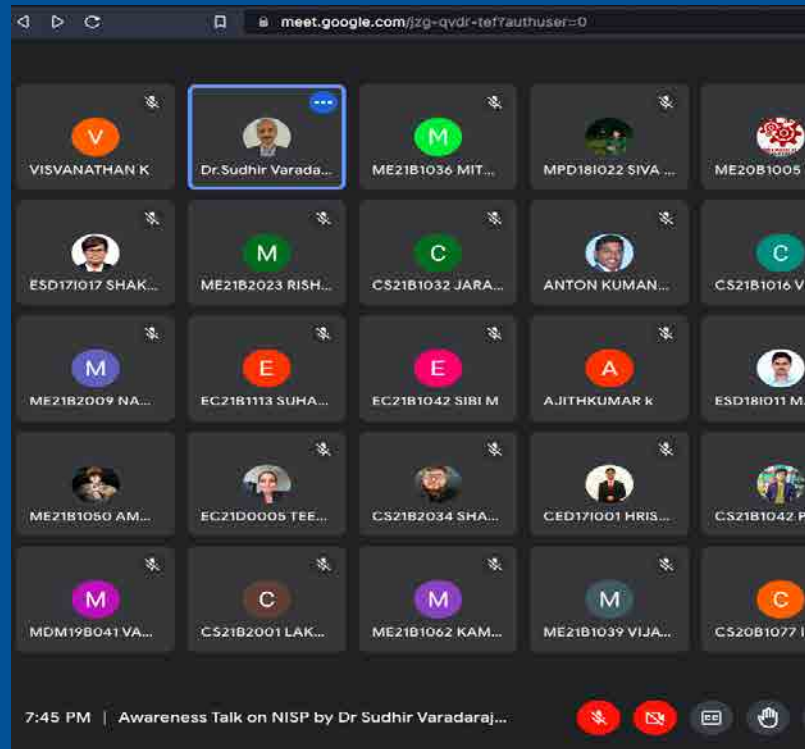 meet.google.com/jzg-qvdr-tef?authuser=0
V
VISVANATHAN K
Dr.Sudhir Varada...
M
ME21B1036 MIT...
MPD18I022 SIVA ...
ME20B1005
ESD17I017 SHAK...
M
ME21B2023 RISH...
C
CS21B1032 JARA...
ANTON KUMAN...
C
CS21B1016 V
M
ME21B2009 NA...
E
EC21B1113 SUHA...
E
EC21B1042 SIBI M
A
AJITHKUMAR k
ESD18I011 M
ME21B1050 AM...
EC21D0005 TEE...
CS21B2034 SHA...
CED17I001 HRIS...
CS21B1042 P
M
MDM19B041 VA...
C
CS21B2001 LAK...
M
ME21B1062 KAM...
M
ME21B1039 VIJA...
C
CS20B1077 I
7:45 PM | Awareness Talk on NISP by Dr Sudhir Varadaraj...
CC